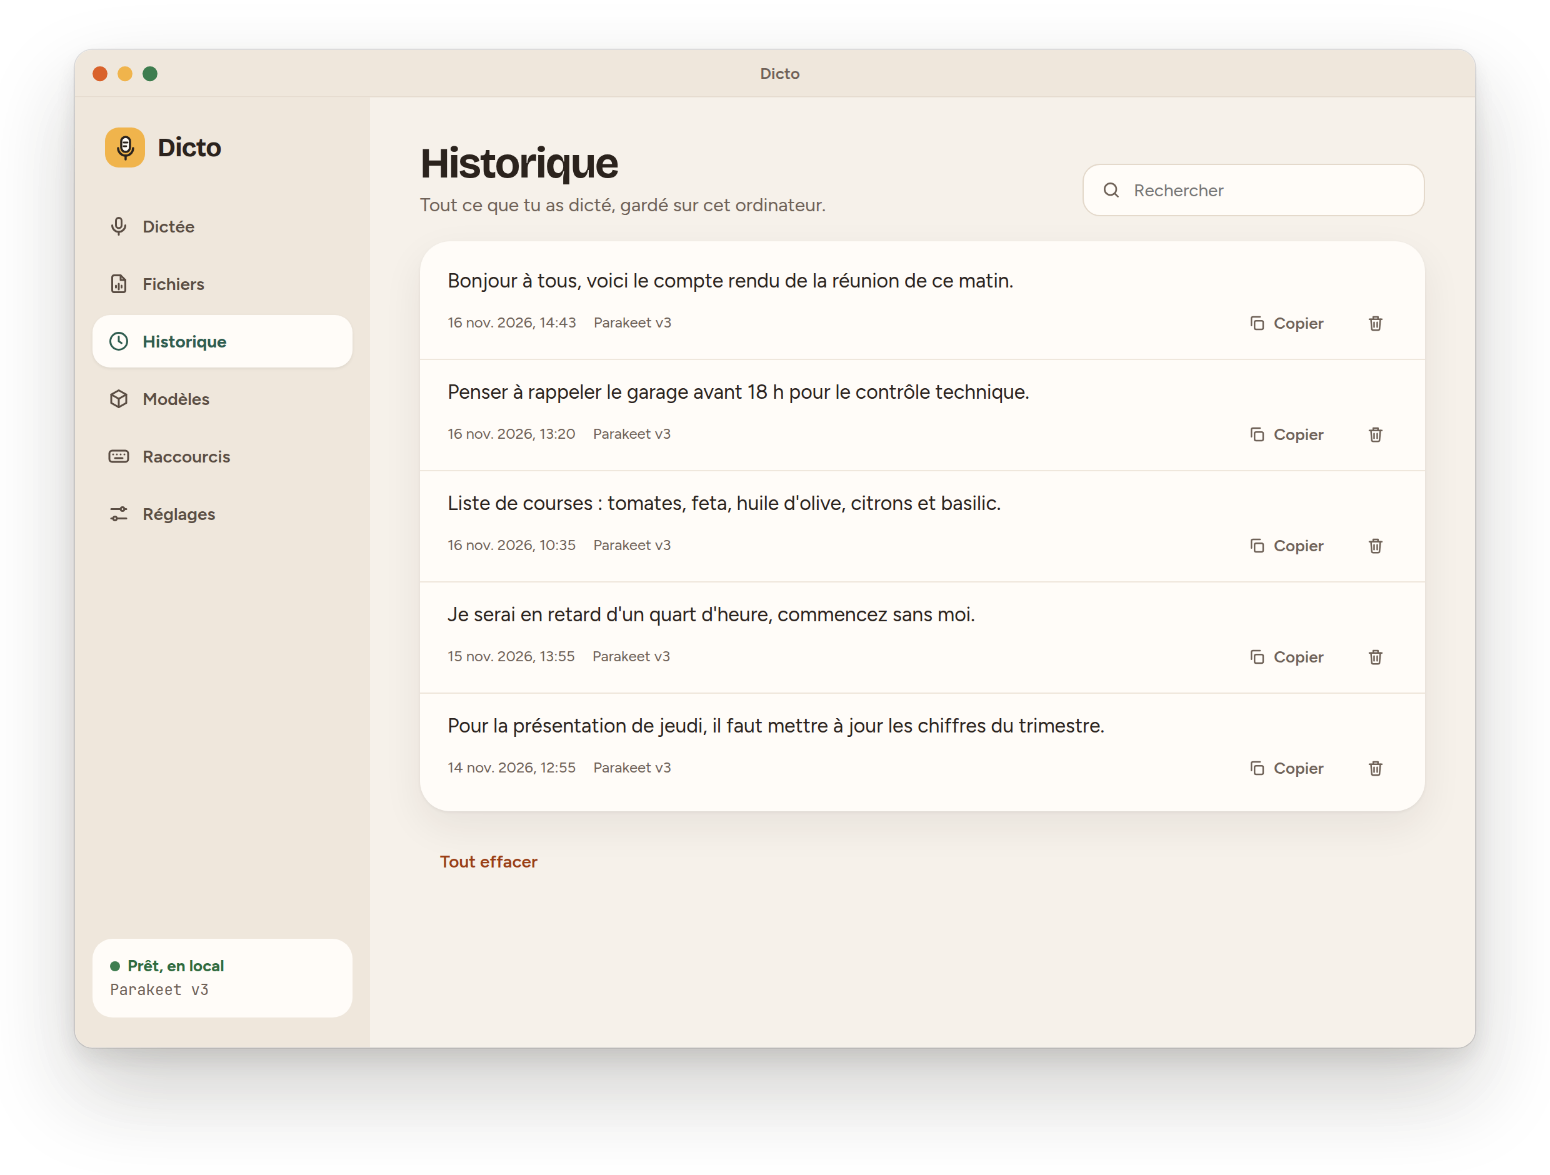 Dicto
Dicto
Dictée
Fichiers
Historique
Modèles
Raccourcis
Réglages
Prêt, en local
Parakeet v3
Historique
Tout ce que tu as dicté, gardé sur cet ordinateur.
Rechercher
Bonjour à tous, voici le compte rendu de la réunion de ce matin.
16 nov. 2026, 14:43 Parakeet v3 Copier
Penser à rappeler le garage avant 18 h pour le contrôle technique.
16 nov. 2026, 13:20 Parakeet v3 Copier
Liste de courses : tomates, feta, huile d'olive, citrons et basilic.
16 nov. 2026, 10:35 Parakeet v3 Copier
Je serai en retard d'un quart d'heure, commencez sans moi.
15 nov. 2026, 13:55 Parakeet v3 Copier
Pour la présentation de jeudi, il faut mettre à jour les chiffres du trimestre.
14 nov. 2026, 12:55 Parakeet v3 Copier
Tout effacer